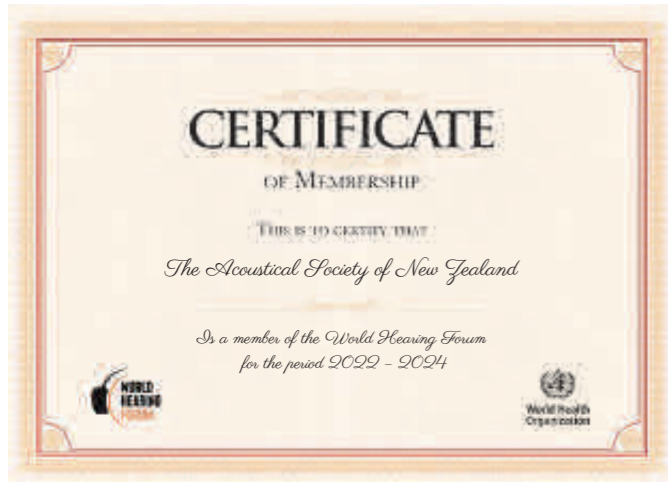 CERTIFICATE
OF MEMBERSHIP
THIS IS TO CERTIFY THAT
The Acoustical Society of New Zealand
Is a member of the World Hearing Forum
for the period 2022 – 2024
WORLD
HEARING
FORUM
World Health
Organization